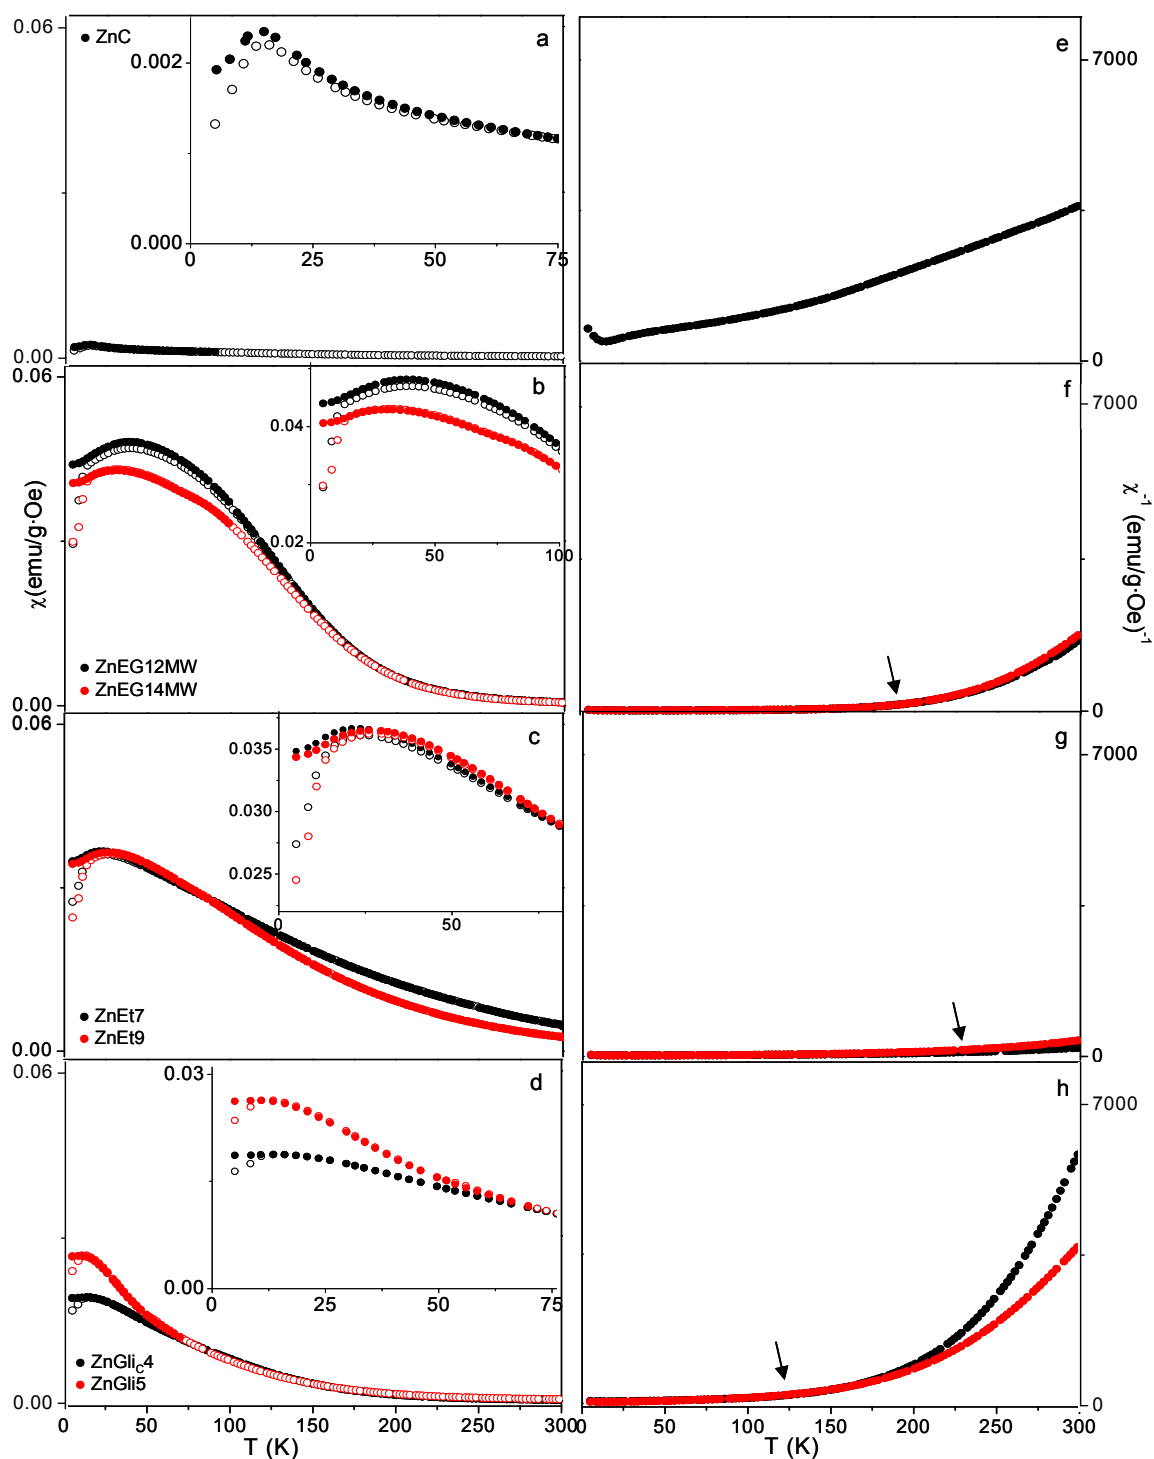 0.06
ZnC
a
0.002
0.000
0
25
50
75
0.00
e
7000
0
0.06
b
0.04
0.02
0
50
100
ZnEG12MW
ZnEG14MW
0.00
χ(emu/g·Oe)
f
7000
0
χ⁻¹ (emu/g·Oe)⁻¹
0.06
c
0.035
0.030
0.025
0
50
ZnEt7
ZnEt9
0.00
g
7000
0
0.06
d
0.03
0.00
0
25
50
75
ZnGli_C4
ZnGli5
0.00
0
50
100
150
200
250
300
T (K)
h
7000
0
0
50
100
150
200
250
300
T (K)